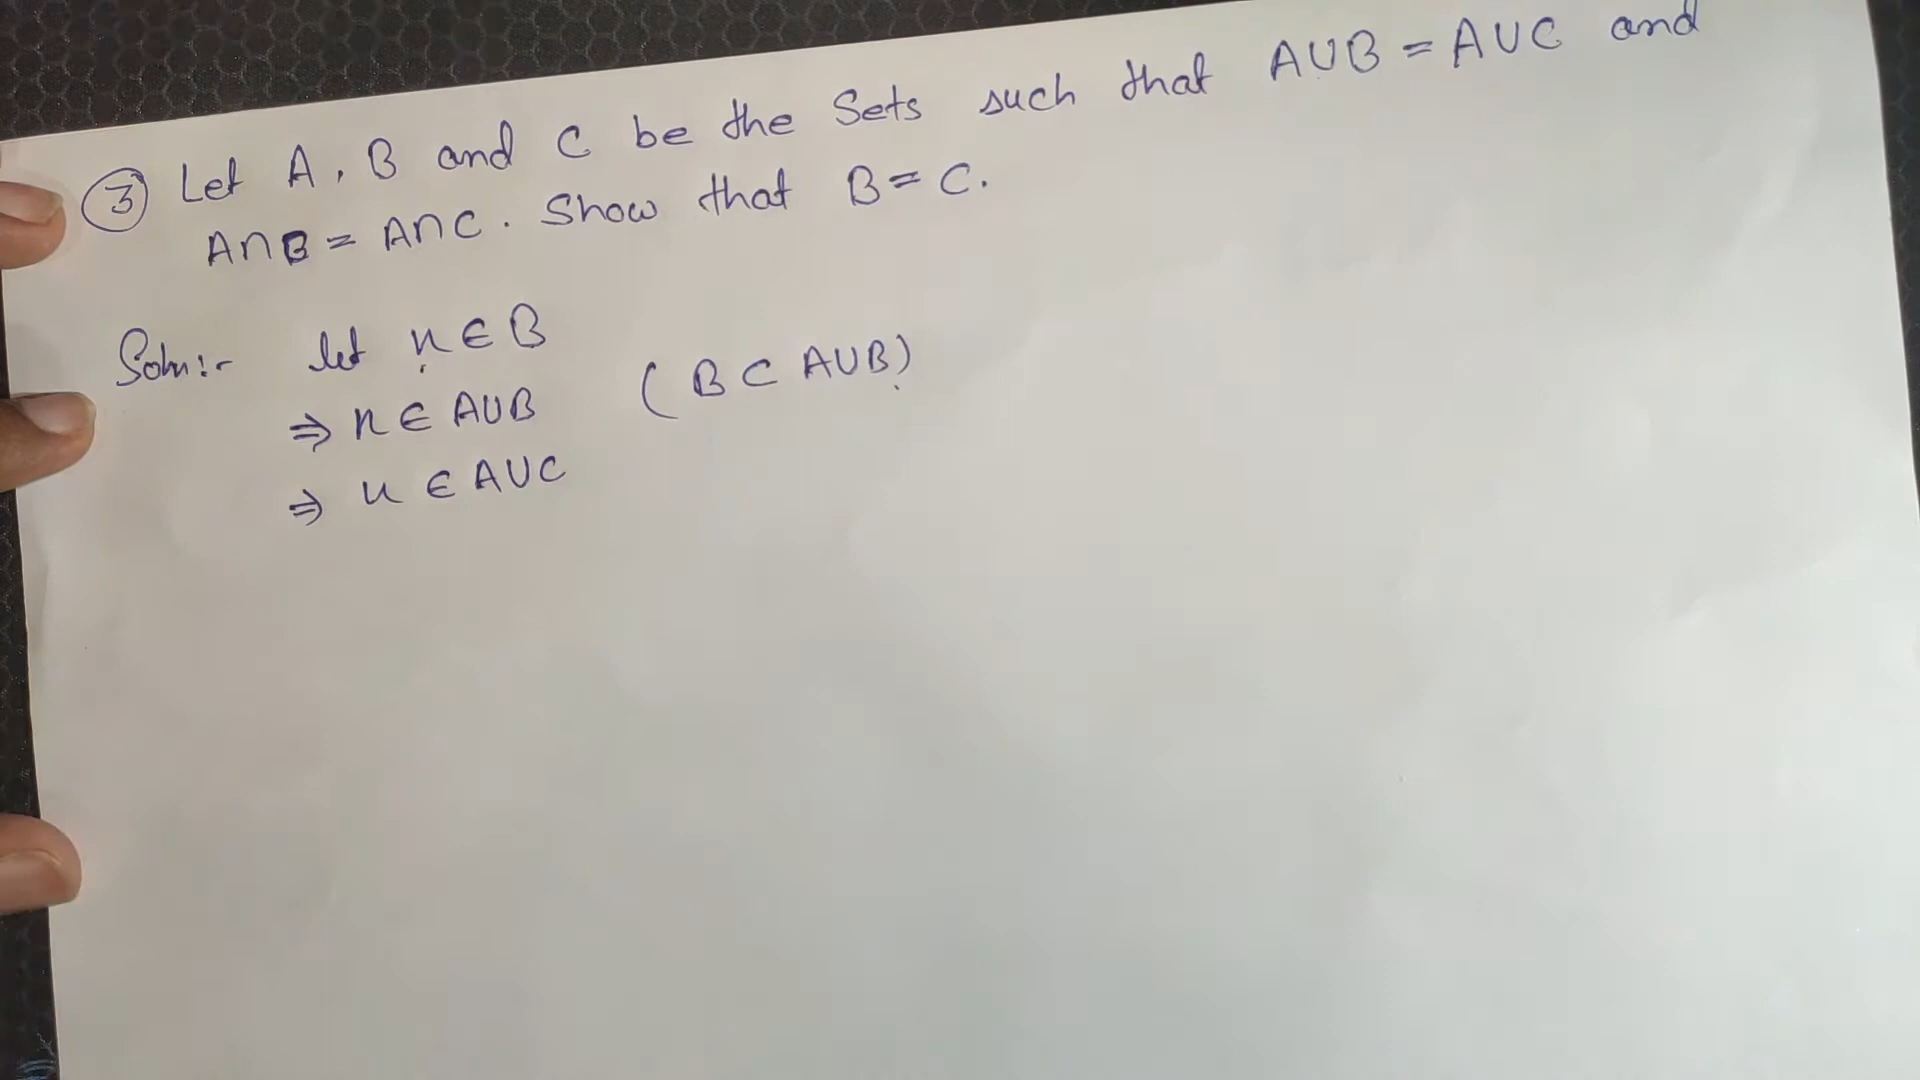 ③ Let A, B and C be the Sets such that A∪B = A∪C and
A∩B = A∩C. Show that B = C.
Soln:- let x ∈ B
⇒ x ∈ A∪B (B ⊂ A∪B)
⇒ x ∈ A∪C